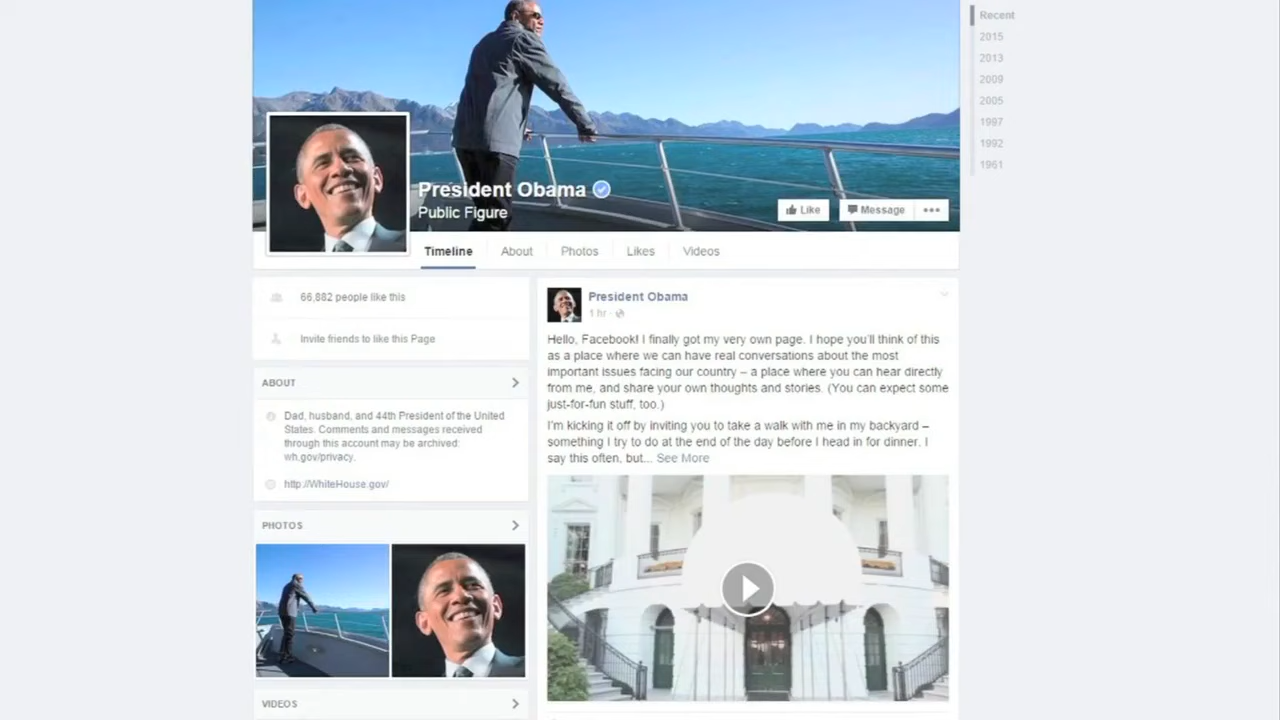 Recent
2015
2013
2009
2005
1997
1992
1961
President Obama
Public Figure
Like
Message
Timeline
About
Photos
Likes
Videos
66,882 people like this
Invite friends to like this Page
ABOUT
Dad, husband, and 44th President of the United
States. Comments and messages received
through this account may be archived:
wh.gov/privacy.
http://WhiteHouse.gov/
PHOTOS
VIDEOS
President Obama
1 hr ·
Hello, Facebook! I finally got my very own page. I hope you'll think of this
as a place where we can have real conversations about the most
important issues facing our country – a place where you can hear directly
from me, and share your own thoughts and stories. (You can expect some
just-for-fun stuff, too.)
I'm kicking it off by inviting you to take a walk with me in my backyard –
something I try to do at the end of the day before I head in for dinner. I
say this often, but... See More